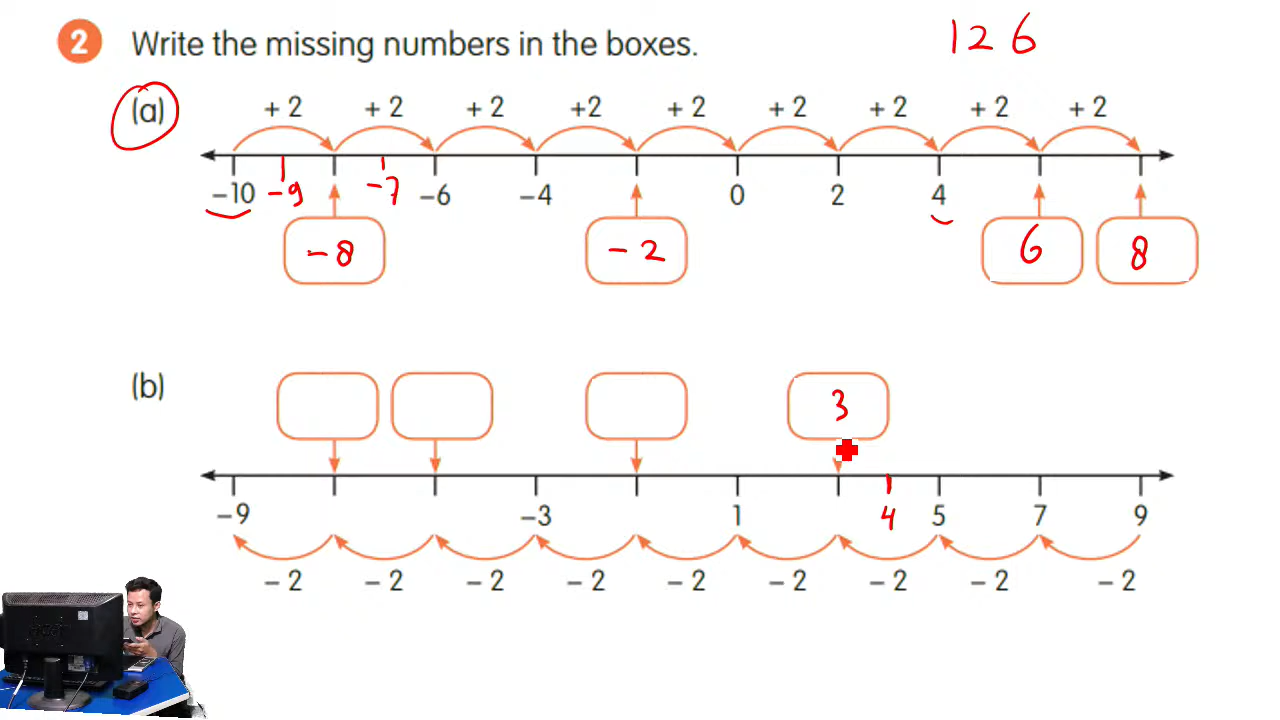 2 Write the missing numbers in the boxes. 126
(a) + 2 + 2 + 2 +2 + 2 + 2 + 2 + 2 + 2
−10 −9 −7 −6 −4 0 2 4
−8 −2 6 8
(b) 3
−9 −3 1 4 5 7 9
− 2 − 2 − 2 − 2 − 2 − 2 − 2 − 2 − 2